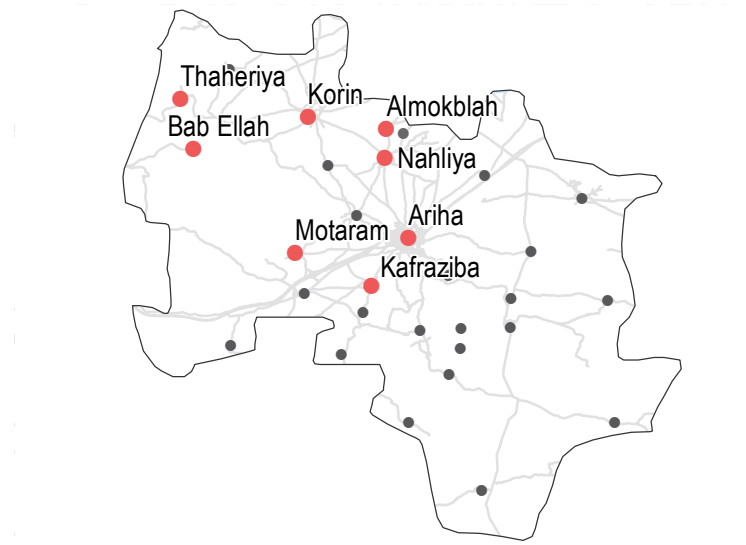 Thaheriya
Korin
Almokblah
Bab Ellah
Nahliya
Ariha
Motaram
Kafraziba